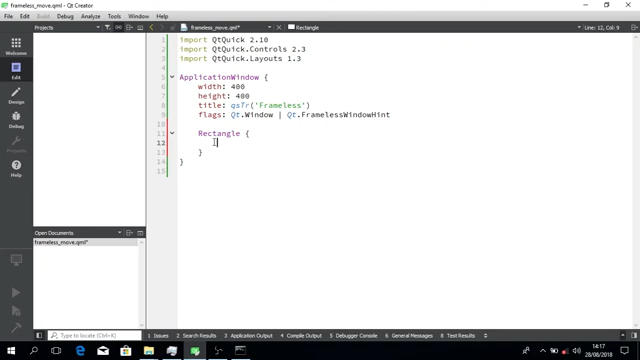 frameless_move.qml* - Qt Creator
File Edit Build Debug Analyze Tools Window Help
Projects
frameless_move.qml*
Rectangle
Line: 12, Col: 9
Welcome
Edit
Design
Debug
Projects
Help
1 import QtQuick 2.10
2 import QtQuick.Controls 2.3
3 import QtQuick.Layouts 1.3
4
5 ApplicationWindow {
6 width: 400
7 height: 400
8 title: qsTr('Frameless')
9 flags: Qt.Window | Qt.FramelessWindowHint
10
11 Rectangle {
12
13 }
14 }
15
Open Documents
frameless_move.qml*
Type to locate (Ctrl+K)
1 Issues 2 Search Results 3 Application Output 4 Compile Output 5 Debugger Console 6 General Messages 8 Test Results
14:17
28/08/2018